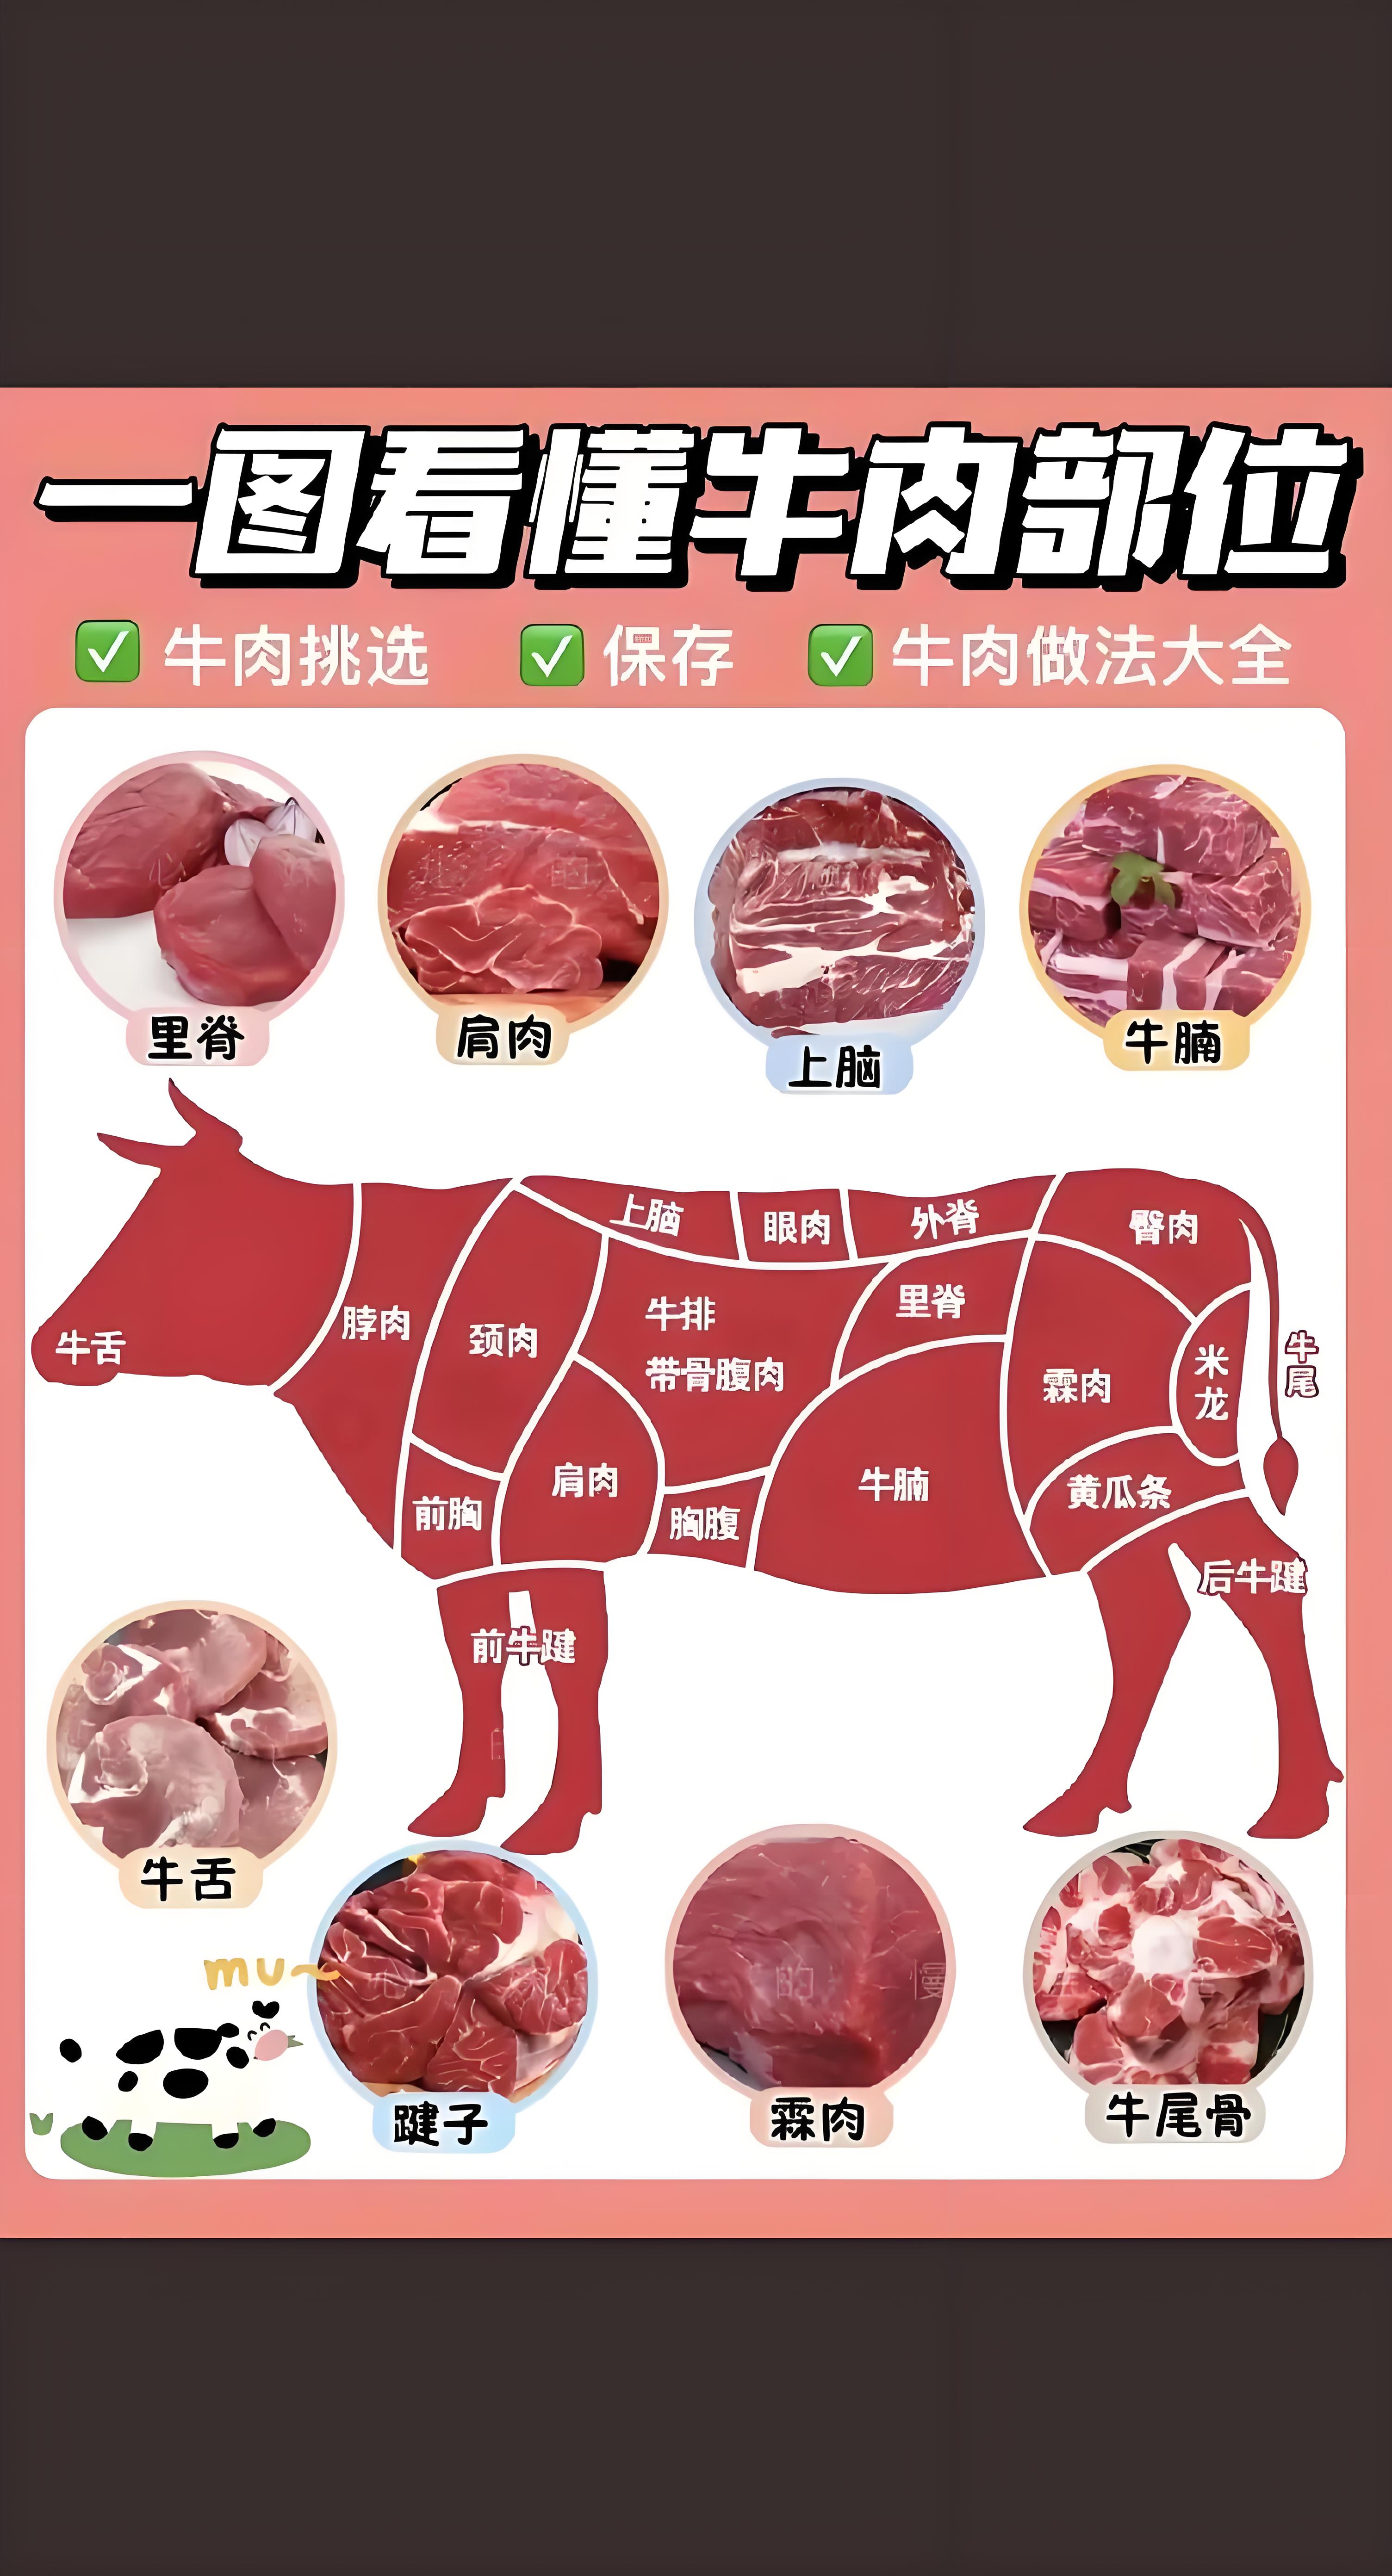 一图看懂牛肉部位
✅ 牛肉挑选 ✅ 保存 ✅ 牛肉做法大全
里脊
肩肉
上脑
牛腩
上脑
眼肉
外脊
臀肉
牛舌
脖肉
颈肉
牛排
带骨腹肉
里脊
霖肉
米龙
牛尾
前胸
肩肉
胸腹
牛腩
黄瓜条
前牛腱
后牛腱
牛舌
mu~
腱子
霖肉
牛尾骨